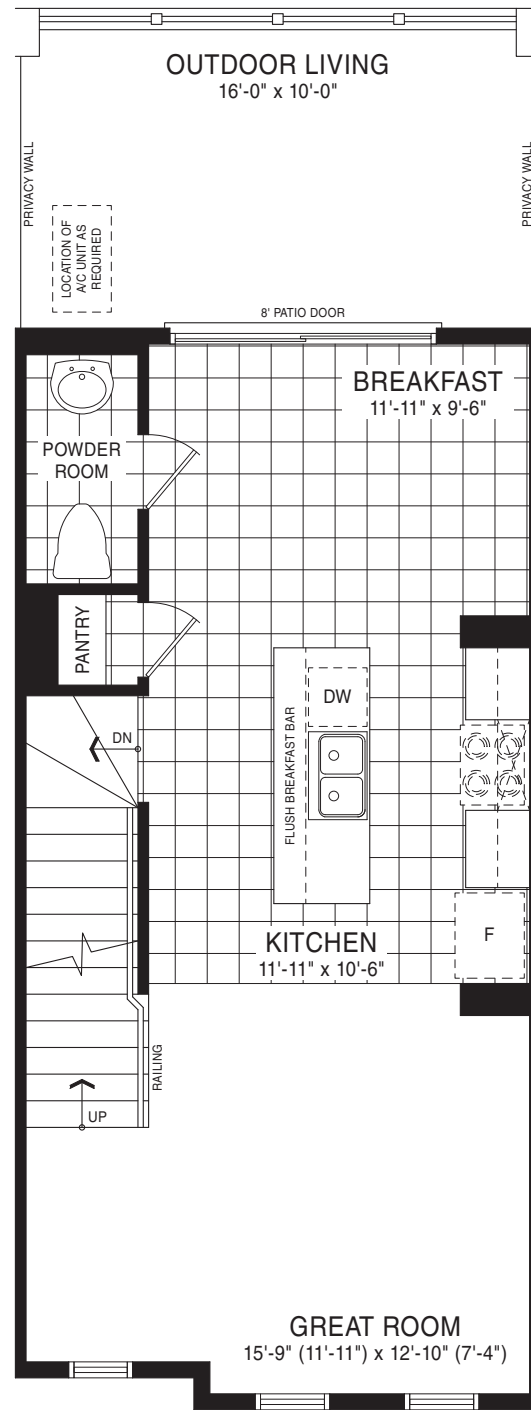 OUTDOOR LIVING
16'-0" x 10'-0"
PRIVACY WALL
PRIVACY WALL
LOCATION OF
A/C UNIT AS
REQUIRED
8' PATIO DOOR
BREAKFAST
11'-11" x 9'-6"
POWDER
ROOM
PANTRY
DN
DW
FLUSH BREAKFAST BAR
KITCHEN
11'-11" x 10'-6"
F
RAILING
UP
GREAT ROOM
15'-9" (11'-11") x 12'-10" (7'-4")